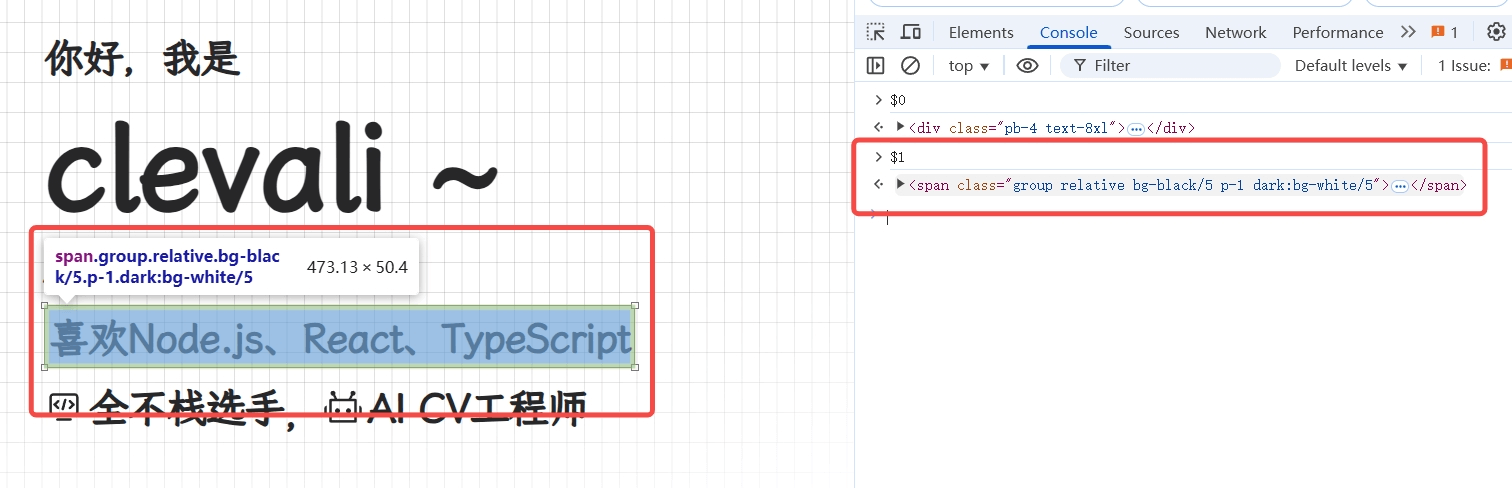 你好，我是
clevali ~
span.group.relative.bg-blac
k/5.p-1.dark:bg-white/5
473.13 × 50.4
喜欢Node.js、React、TypeScript
全不栈选手，
AI CV工程师
Elements
Console
Sources
Network
Performance
1
top
Filter
Default levels
1 Issue:
$0
<div class="pb-4 text-8xl">…</div>
$1
<span class="group relative bg-black/5 p-1 dark:bg-white/5">…</span>